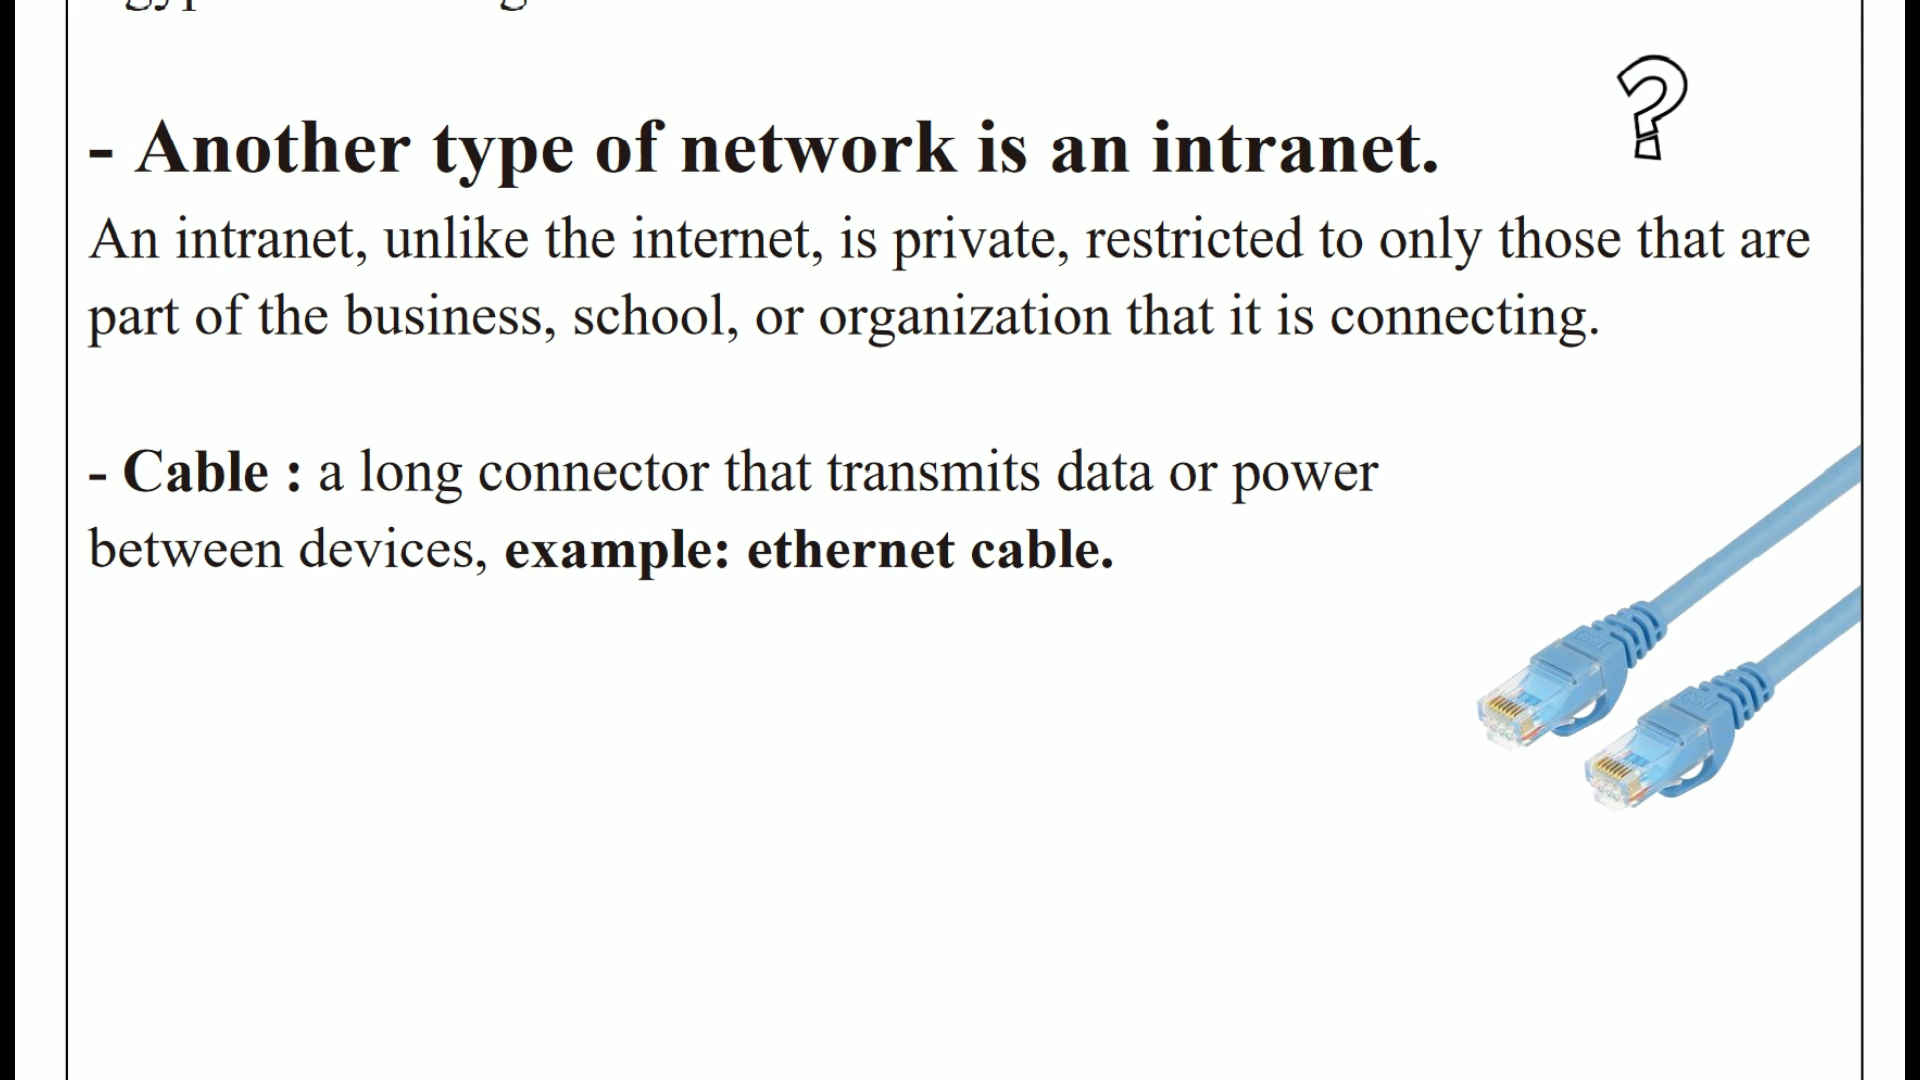 - Another type of network is an intranet.
An intranet, unlike the internet, is private, restricted to only those that are
part of the business, school, or organization that it is connecting.
- Cable : a long connector that transmits data or power
between devices, example: ethernet cable.